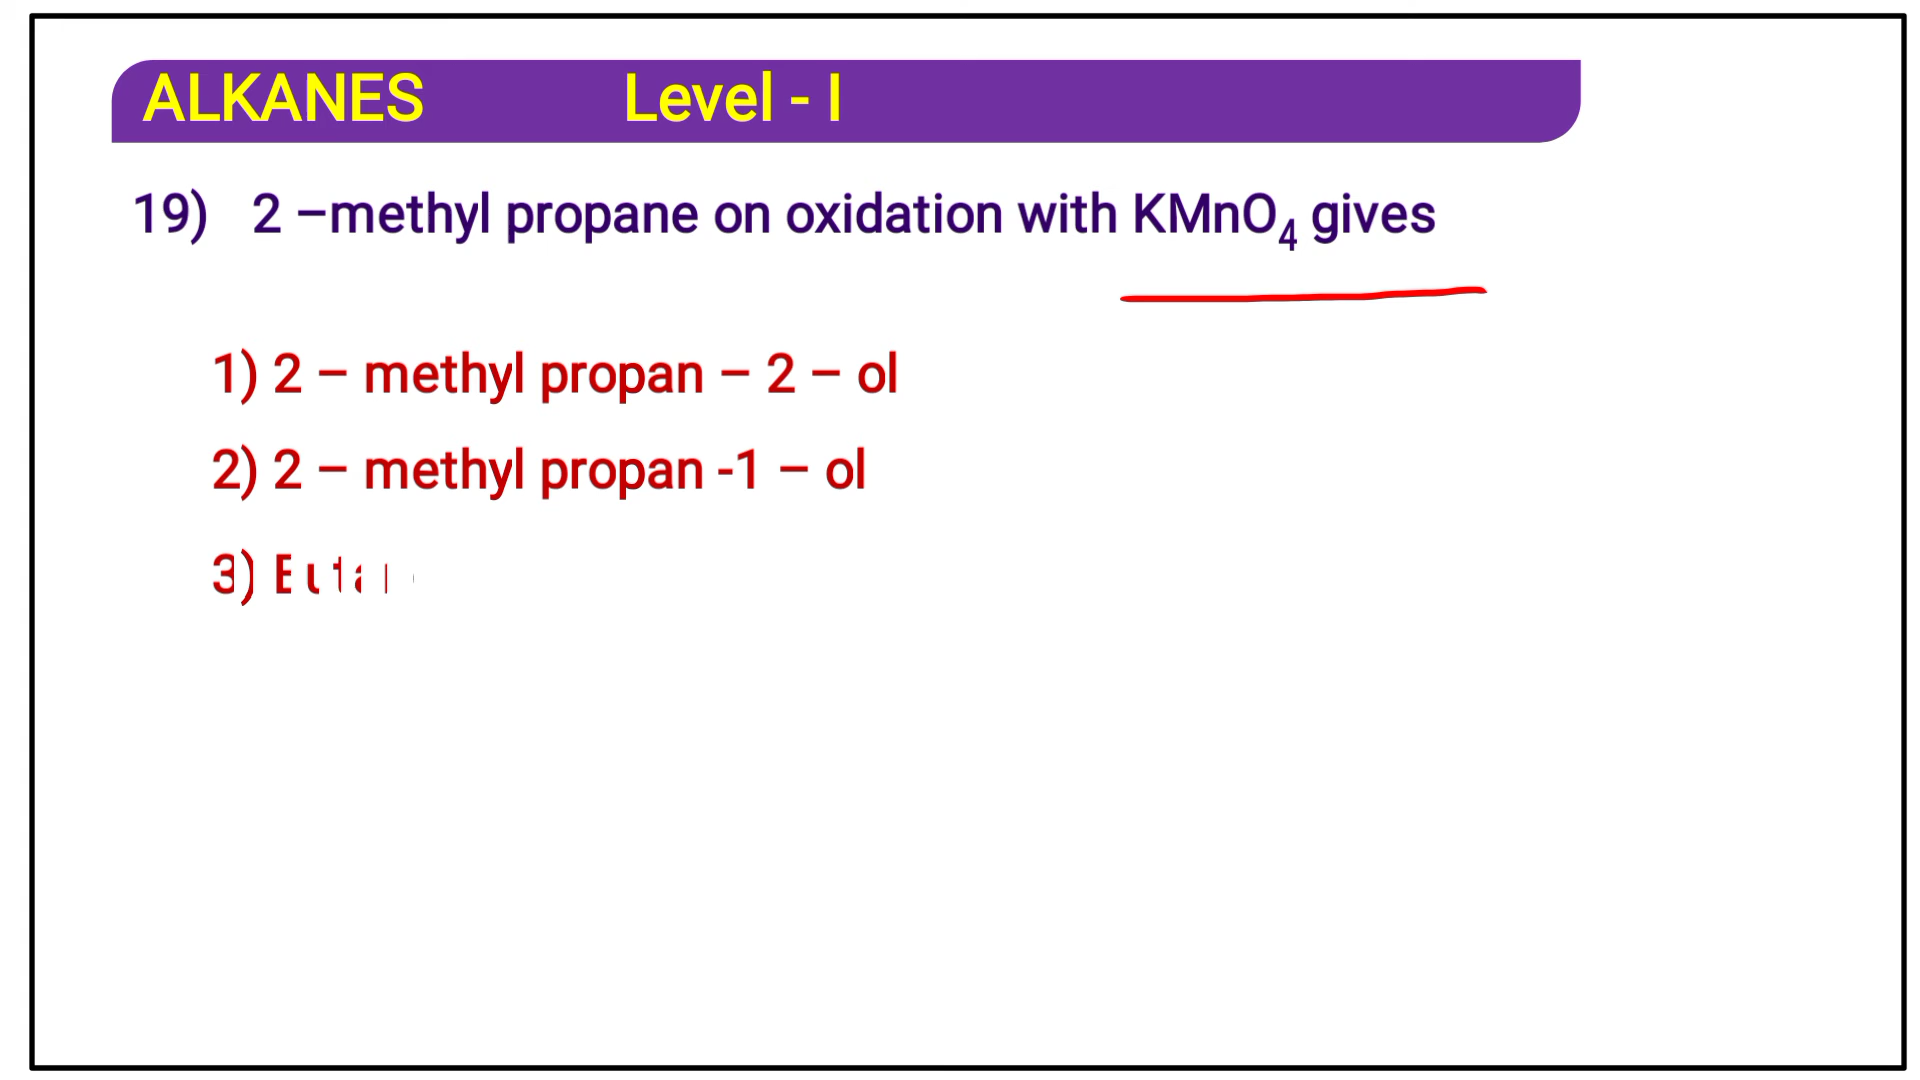 ALKANES Level - I
19) 2 –methyl propane on oxidation with KMnO₄ gives
1) 2 – methyl propan – 2 – ol
2) 2 – methyl propan -1 – ol
3)